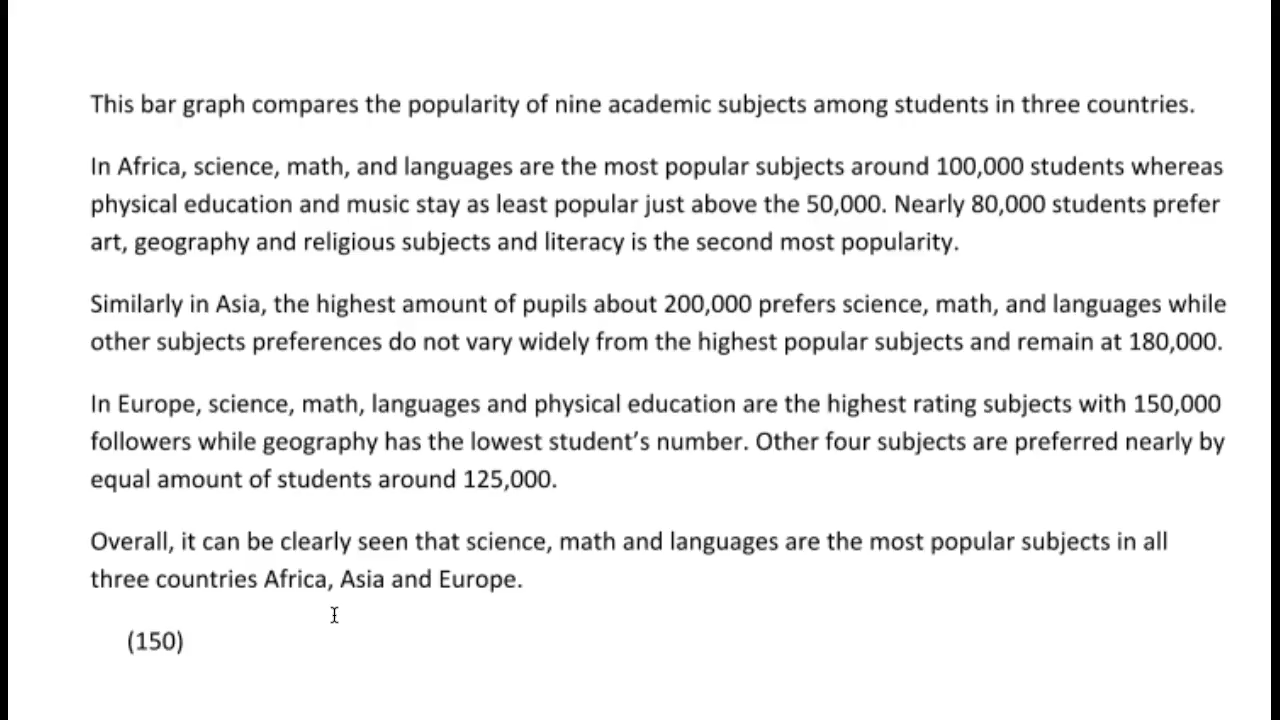 This bar graph compares the popularity of nine academic subjects among students in three countries.
In Africa, science, math, and languages are the most popular subjects around 100,000 students whereas
physical education and music stay as least popular just above the 50,000. Nearly 80,000 students prefer
art, geography and religious subjects and literacy is the second most popularity.
Similarly in Asia, the highest amount of pupils about 200,000 prefers science, math, and languages while
other subjects preferences do not vary widely from the highest popular subjects and remain at 180,000.
In Europe, science, math, languages and physical education are the highest rating subjects with 150,000
followers while geography has the lowest student’s number. Other four subjects are preferred nearly by
equal amount of students around 125,000.
Overall, it can be clearly seen that science, math and languages are the most popular subjects in all
three countries Africa, Asia and Europe.
(150)